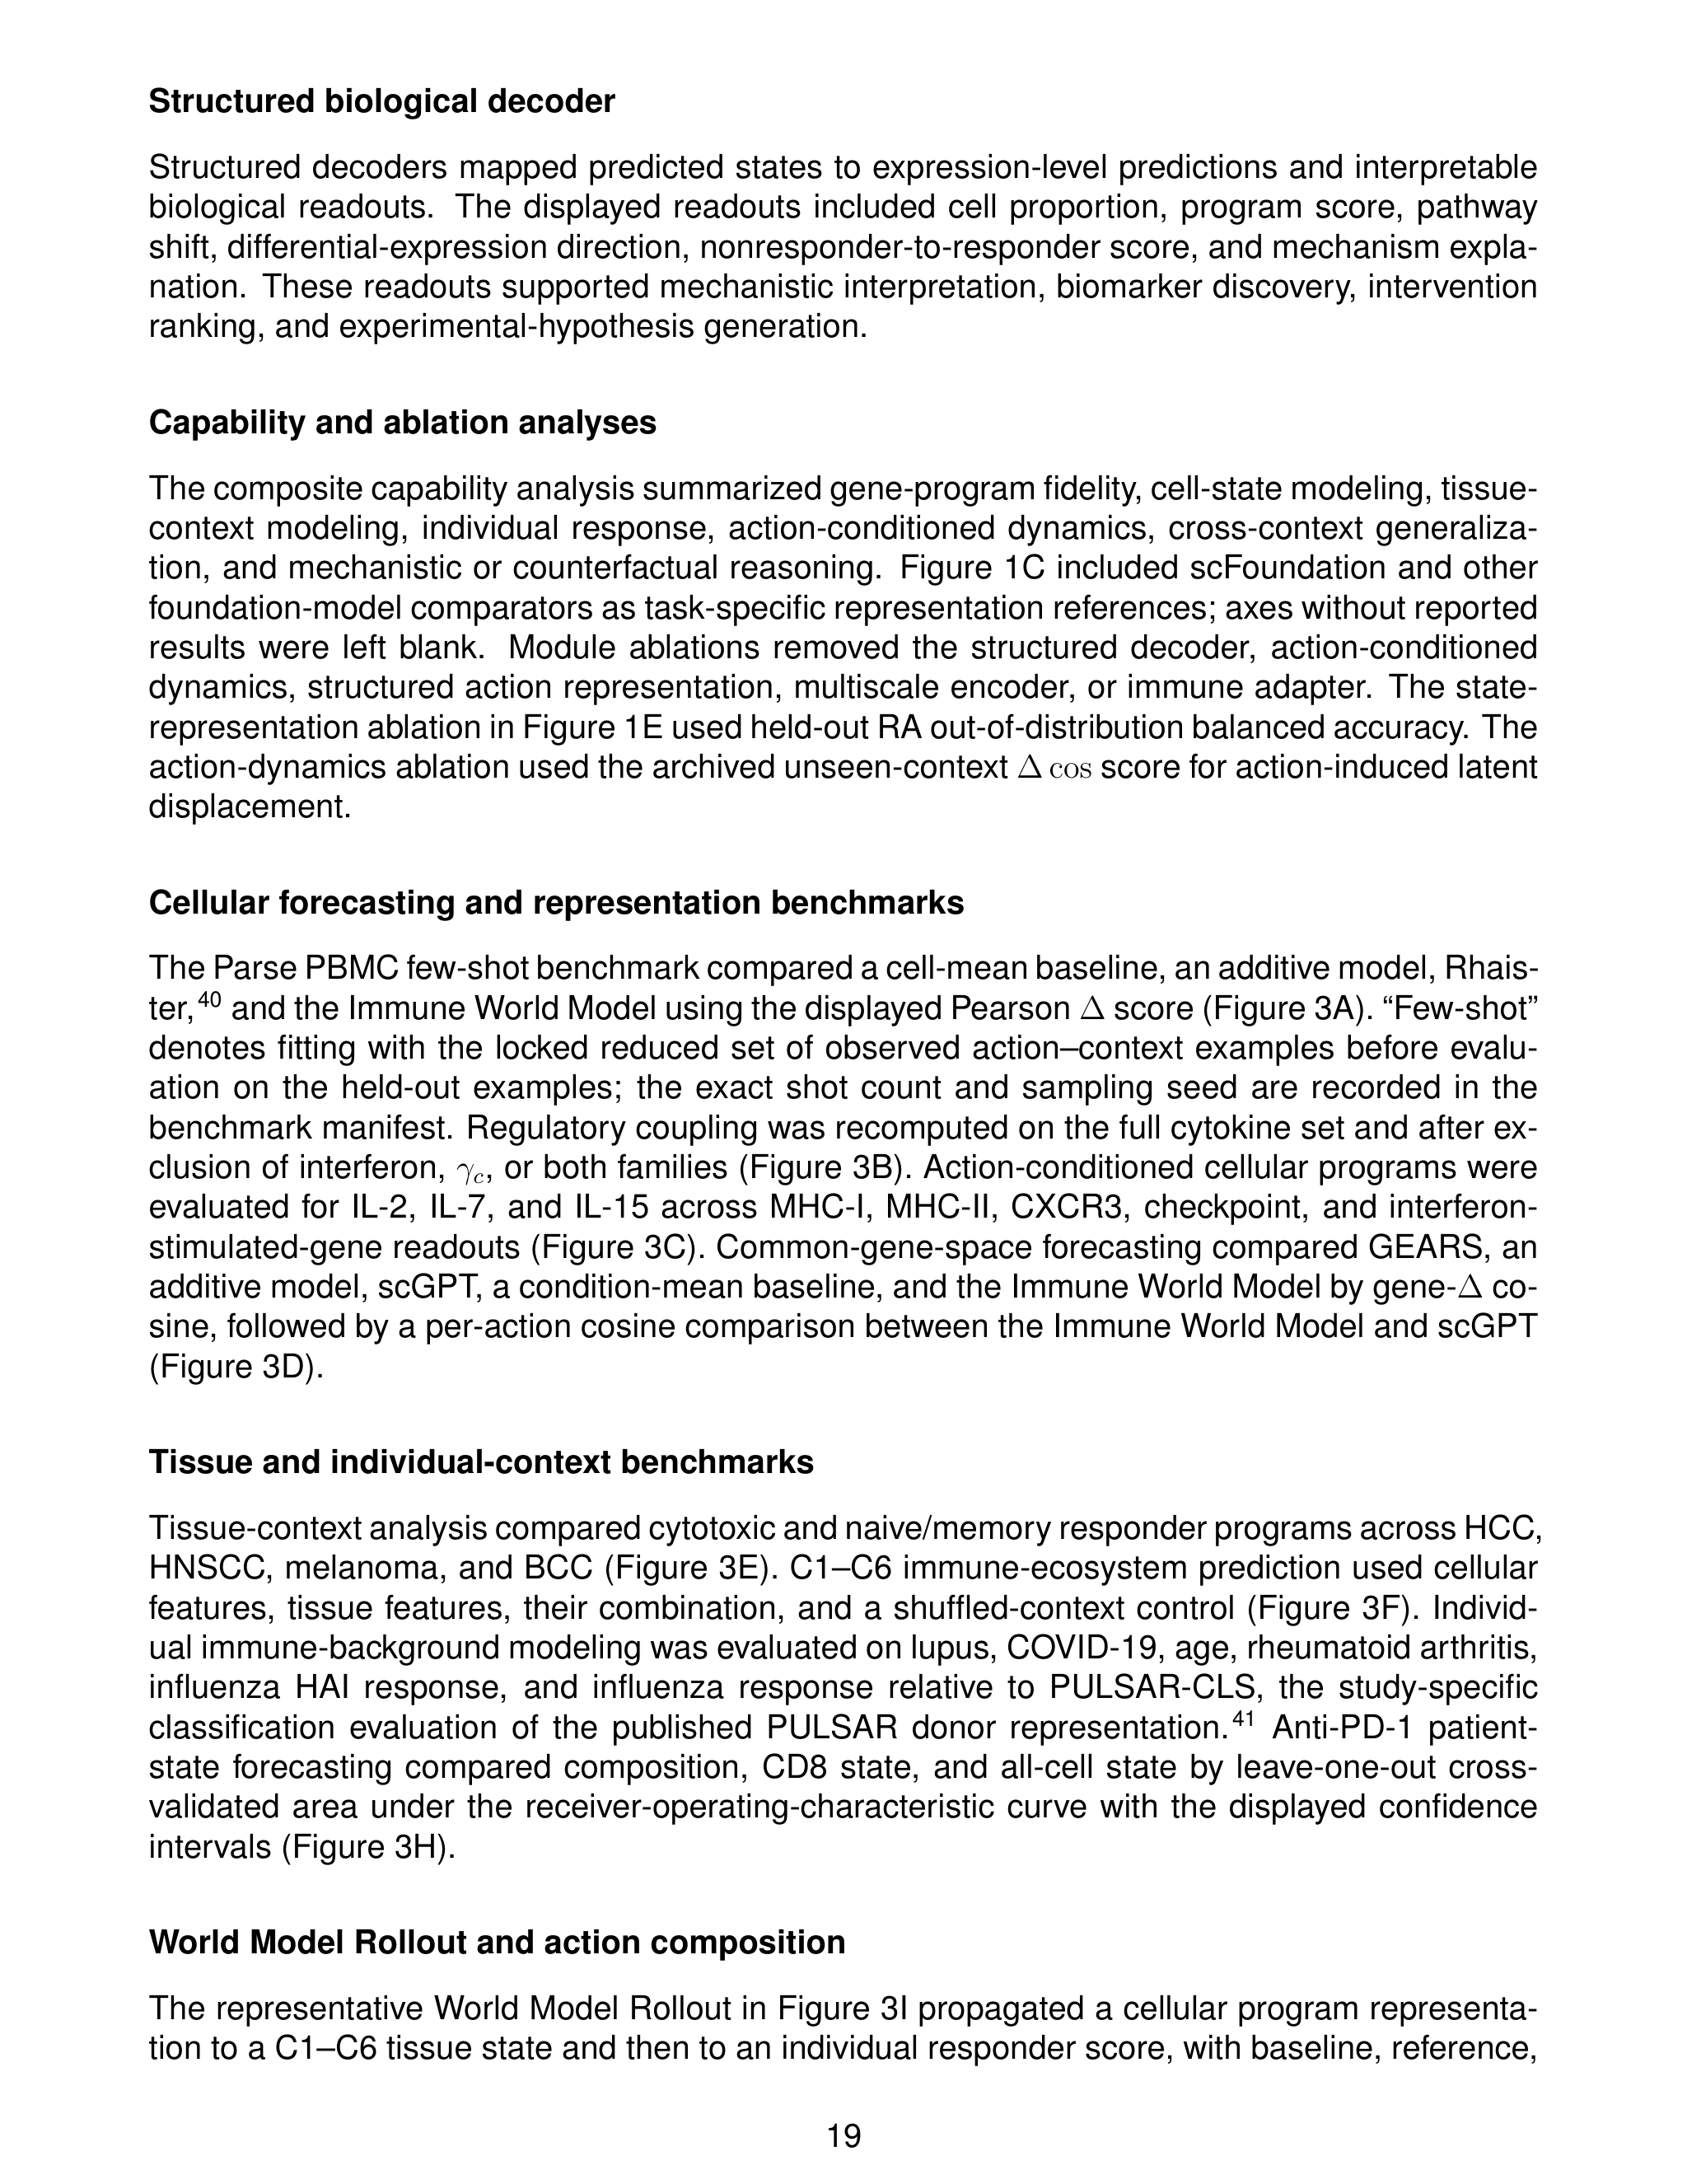 Structured biological decoder
Structured decoders mapped predicted states to expression-level predictions and interpretable
biological readouts. The displayed readouts included cell proportion, program score, pathway
shift, differential-expression direction, nonresponder-to-responder score, and mechanism expla-
nation. These readouts supported mechanistic interpretation, biomarker discovery, intervention
ranking, and experimental-hypothesis generation.
Capability and ablation analyses
The composite capability analysis summarized gene-program fidelity, cell-state modeling, tissue-
context modeling, individual response, action-conditioned dynamics, cross-context generaliza-
tion, and mechanistic or counterfactual reasoning. Figure 1C included scFoundation and other
foundation-model comparators as task-specific representation references; axes without reported
results were left blank. Module ablations removed the structured decoder, action-conditioned
dynamics, structured action representation, multiscale encoder, or immune adapter. The state-
representation ablation in Figure 1E used held-out RA out-of-distribution balanced accuracy. The
action-dynamics ablation used the archived unseen-context Δ cos score for action-induced latent
displacement.
Cellular forecasting and representation benchmarks
The Parse PBMC few-shot benchmark compared a cell-mean baseline, an additive model, Rhais-
ter,40 and the Immune World Model using the displayed Pearson Δ score (Figure 3A). “Few-shot”
denotes fitting with the locked reduced set of observed action–context examples before evalu-
ation on the held-out examples; the exact shot count and sampling seed are recorded in the
benchmark manifest. Regulatory coupling was recomputed on the full cytokine set and after ex-
clusion of interferon, γc, or both families (Figure 3B). Action-conditioned cellular programs were
evaluated for IL-2, IL-7, and IL-15 across MHC-I, MHC-II, CXCR3, checkpoint, and interferon-
stimulated-gene readouts (Figure 3C). Common-gene-space forecasting compared GEARS, an
additive model, scGPT, a condition-mean baseline, and the Immune World Model by gene-Δ co-
sine, followed by a per-action cosine comparison between the Immune World Model and scGPT
(Figure 3D).
Tissue and individual-context benchmarks
Tissue-context analysis compared cytotoxic and naive/memory responder programs across HCC,
HNSCC, melanoma, and BCC (Figure 3E). C1–C6 immune-ecosystem prediction used cellular
features, tissue features, their combination, and a shuffled-context control (Figure 3F). Individ-
ual immune-background modeling was evaluated on lupus, COVID-19, age, rheumatoid arthritis,
influenza HAI response, and influenza response relative to PULSAR-CLS, the study-specific
classification evaluation of the published PULSAR donor representation.41 Anti-PD-1 patient-
state forecasting compared composition, CD8 state, and all-cell state by leave-one-out cross-
validated area under the receiver-operating-characteristic curve with the displayed confidence
intervals (Figure 3H).
World Model Rollout and action composition
The representative World Model Rollout in Figure 3I propagated a cellular program representa-
tion to a C1–C6 tissue state and then to an individual responder score, with baseline, reference,
19